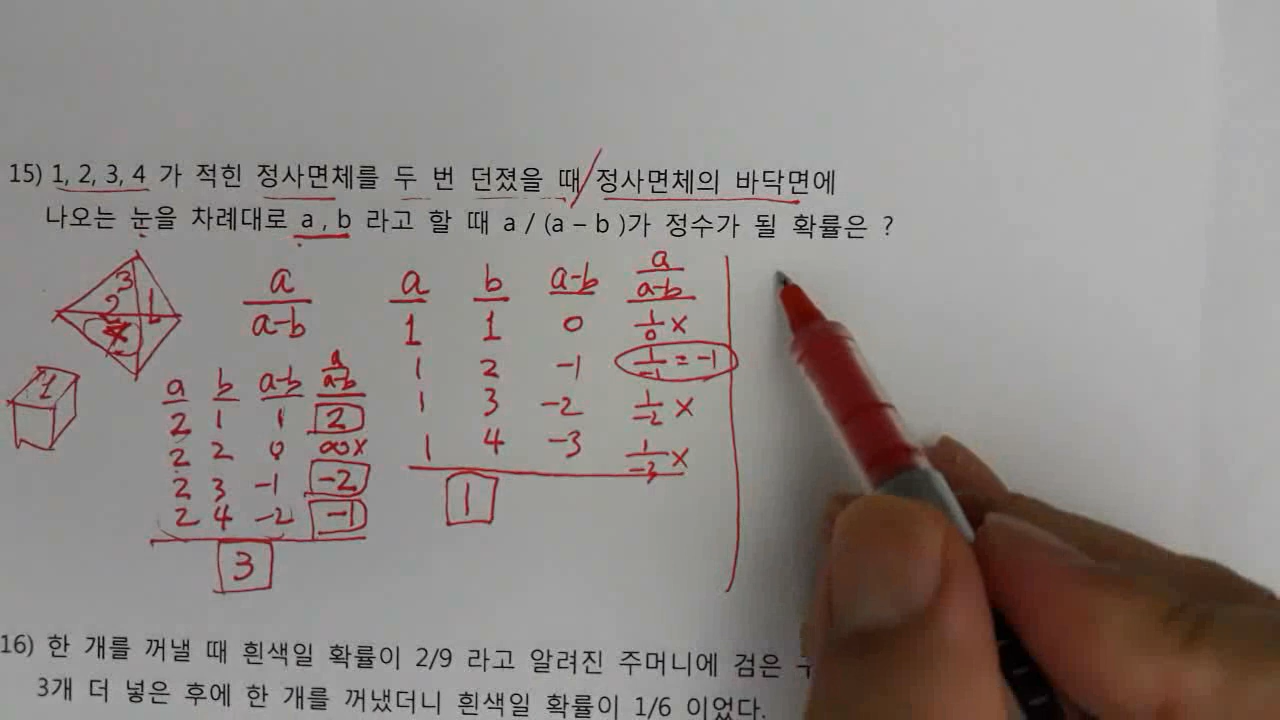 15) 1, 2, 3, 4 가 적힌 정사면체를 두 번 던졌을 때 정사면체의 바닥면에
나오는 눈을 차례대로 a , b 라고 할 때 a / (a – b )가 정수가 될 확률은 ?
3
2 1
1
a
a-b
a b a-b a/a-b
1 1 0 1/0 ×
1 2 -1 1/-1 = -1
1 3 -2 1/-2 ×
1 4 -3 1/-3 ×
1
a b a-b a/a-b
2 1 1 2
2 2 0 ∞×
2 3 -1 -2
2 4 -2 -1
3
16) 한 개를 꺼낼 때 흰색일 확률이 2/9 라고 알려진 주머니에 검은
3개 더 넣은 후에 한 개를 꺼냈더니 흰색일 확률이 1/6 이었다.